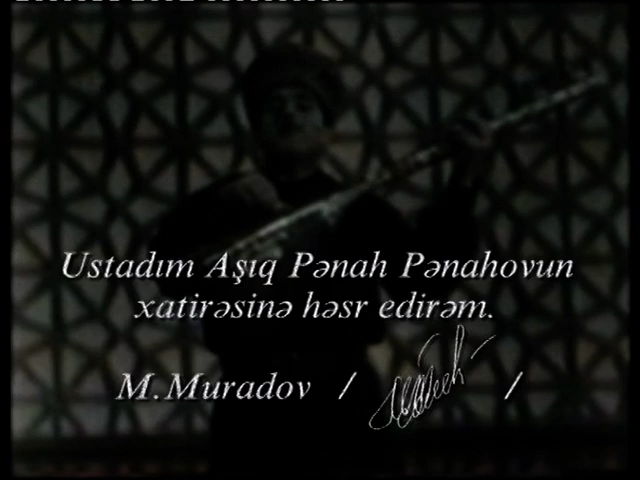 Ustadım Aşıq Pənah Pənahovun
xatirəsinə həsr edirəm.
M.Muradov / /